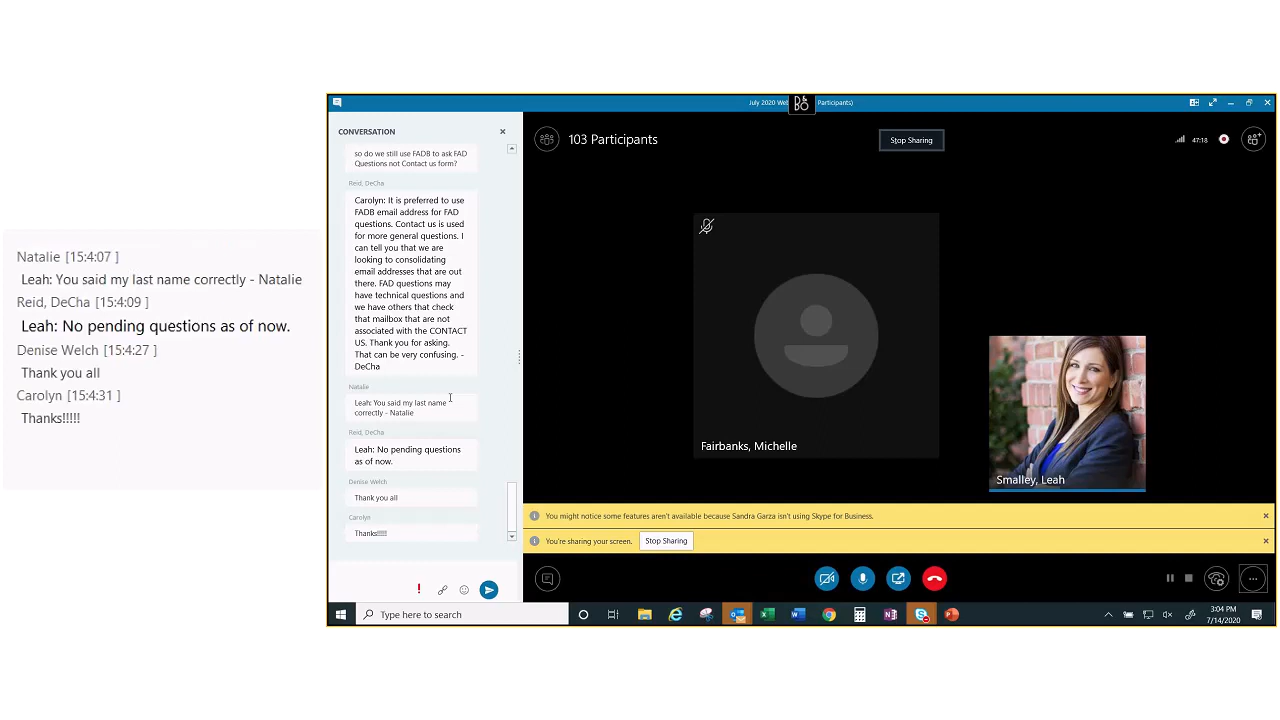 Natalie [15:4:07 ]
Leah: You said my last name correctly - Natalie
Reid, DeCha [15:4:09 ]
Leah: No pending questions as of now.
Denise Welch [15:4:27 ]
Thank you all
Carolyn [15:4:31 ]
Thanks!!!!!
July 2020 We
Participants)
CONVERSATION
so do we still use FADB to ask FAD
Questions not Contact us form?
Reid, DeCha
Carolyn: It is preferred to use
FADB email address for FAD
questions. Contact us is used
for more general questions. I
can tell you that we are
looking to consolidating
email addresses that are out
there. FAD questions may
have technical questions and
we have others that check
that mailbox that are not
associated with the CONTACT
US. Thank you for asking.
That can be very confusing. -
DeCha
Natalie
Leah: You said my last name
correctly - Natalie
Reid, DeCha
Leah: No pending questions
as of now.
Denise Welch
Thank you all
Carolyn
Thanks!!!!!
103 Participants
Stop Sharing
47:18
Fairbanks, Michelle
Smalley, Leah
You might notice some features aren't available because Sandra Garza isn't using Skype for Business.
You're sharing your screen.
Stop Sharing
Type here to search
3:04 PM
7/14/2020